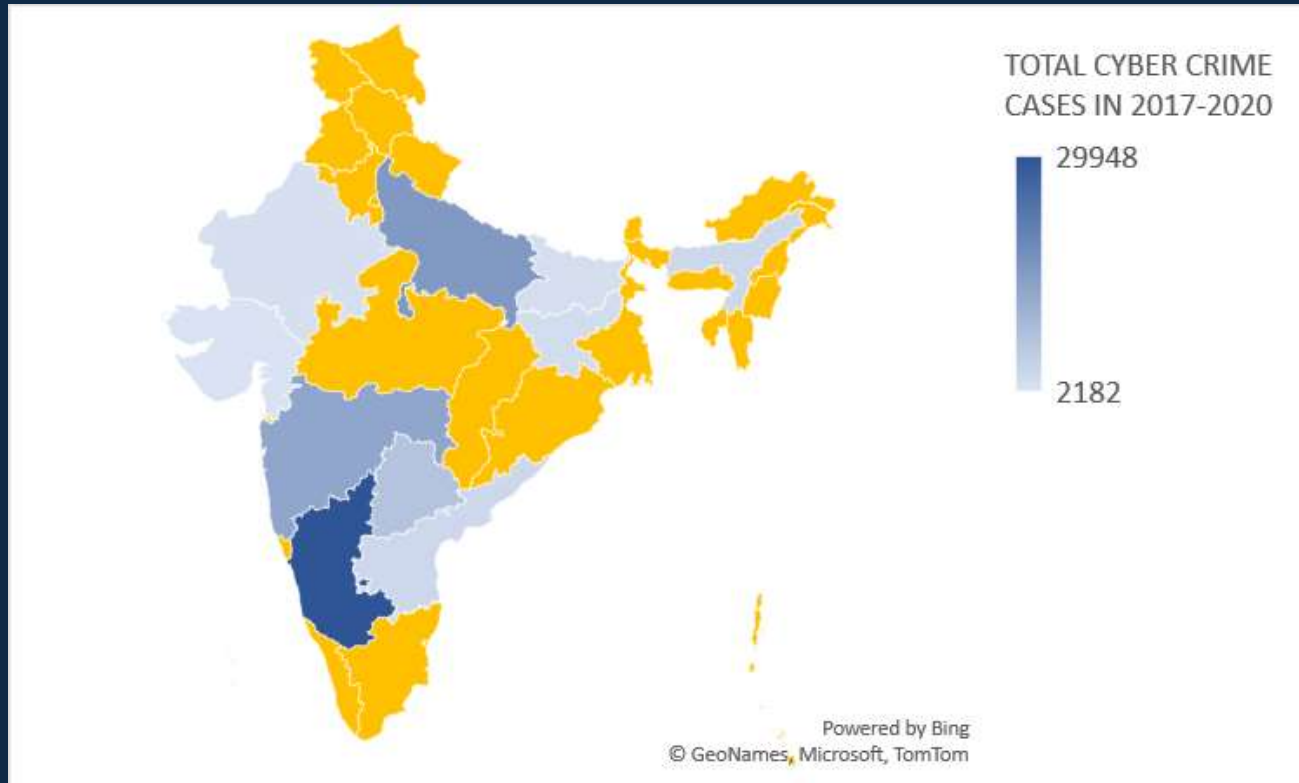 TOTAL CYBER CRIME
CASES IN 2017-2020
29948
2182
Powered by Bing
© GeoNames, Microsoft, TomTom